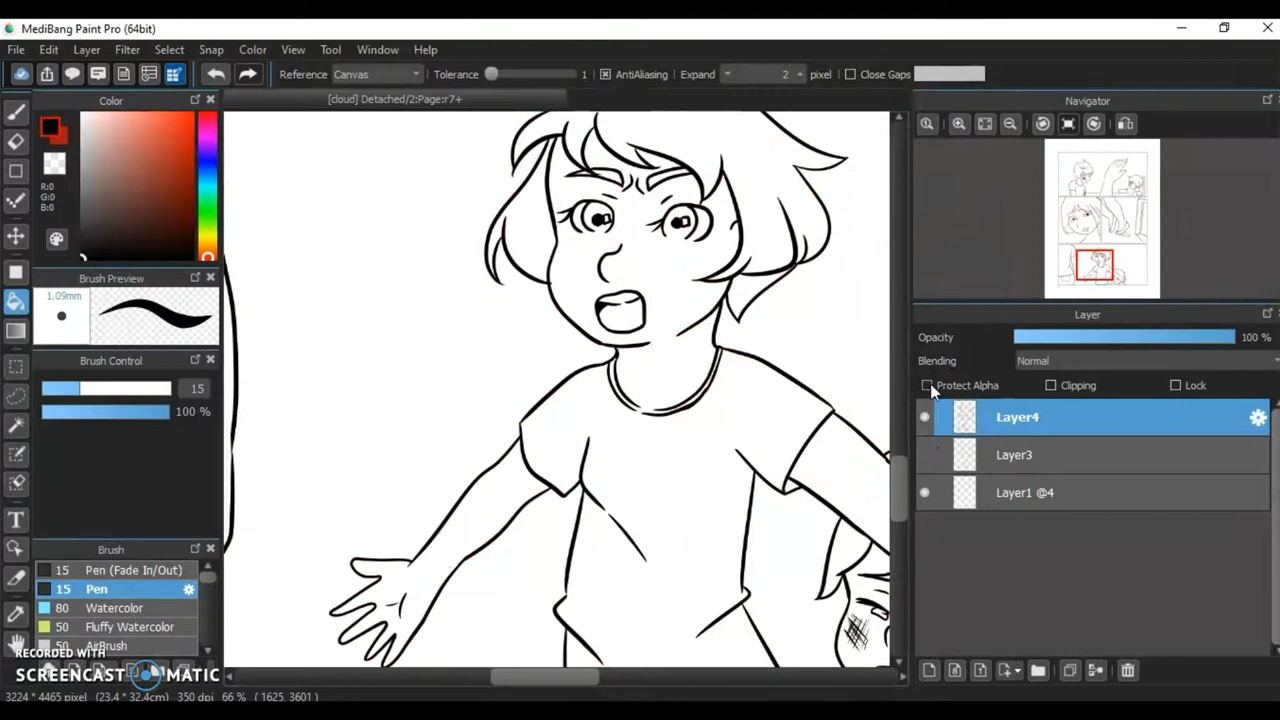 MediBang Paint Pro (64bit)
File Edit Layer Filter Select Snap Color View Tool Window Help
Reference Canvas Tolerance 1 AntiAliasing Expand 2 pixel Close Gaps
Color
[cloud] Detached/2:Page:r7+
Navigator
R:0
G:0
B:0
Brush Preview
1.09mm
Layer
Opacity 100 %
Blending Normal
Brush Control
Protect Alpha Clipping Lock
15
100 %
Layer4
Layer3
Layer1 @4
Brush
15 Pen (Fade In/Out)
15 Pen
80 Watercolor
50 Fluffy Watercolor
50 AirBrush
RECORDED WITH
SCREENCAST MATIC
3224 * 4465 pixel (23.4 * 32.4cm) 350 dpi 66 % ( 1625, 3601 )